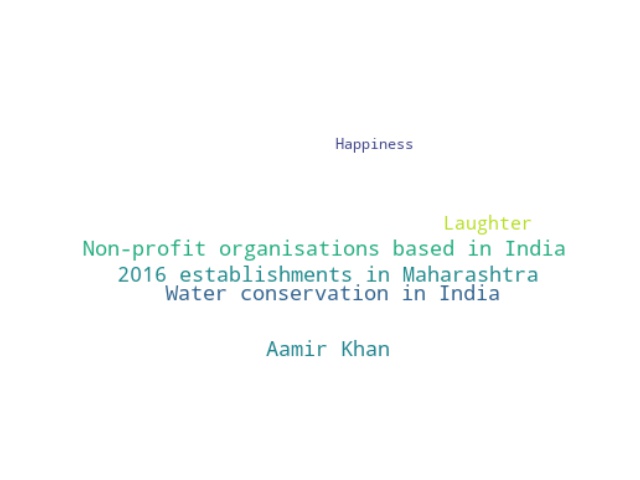 Happiness
Laughter
Non-profit organisations based in India
2016 establishments in Maharashtra
Water conservation in India
Aamir Khan